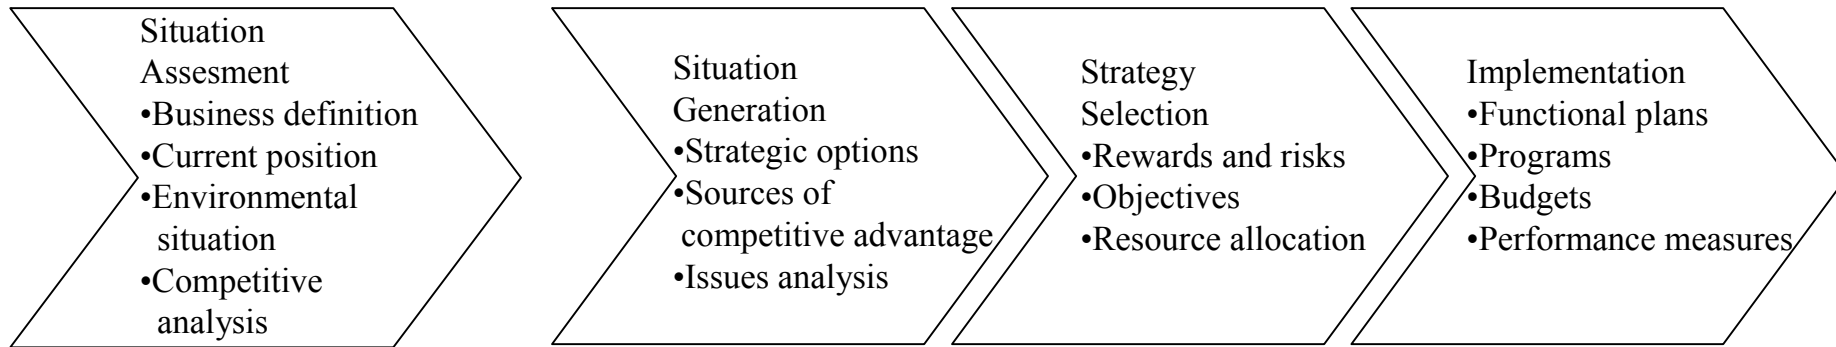 Situation
Assesment
•Business definition
•Current position
•Environmental
situation
•Competitive
analysis
Situation
Generation
•Strategic options
•Sources of
competitive advantage
•Issues analysis
Strategy
Selection
•Rewards and risks
•Objectives
•Resource allocation
Implementation
•Functional plans
•Programs
•Budgets
•Performance measures